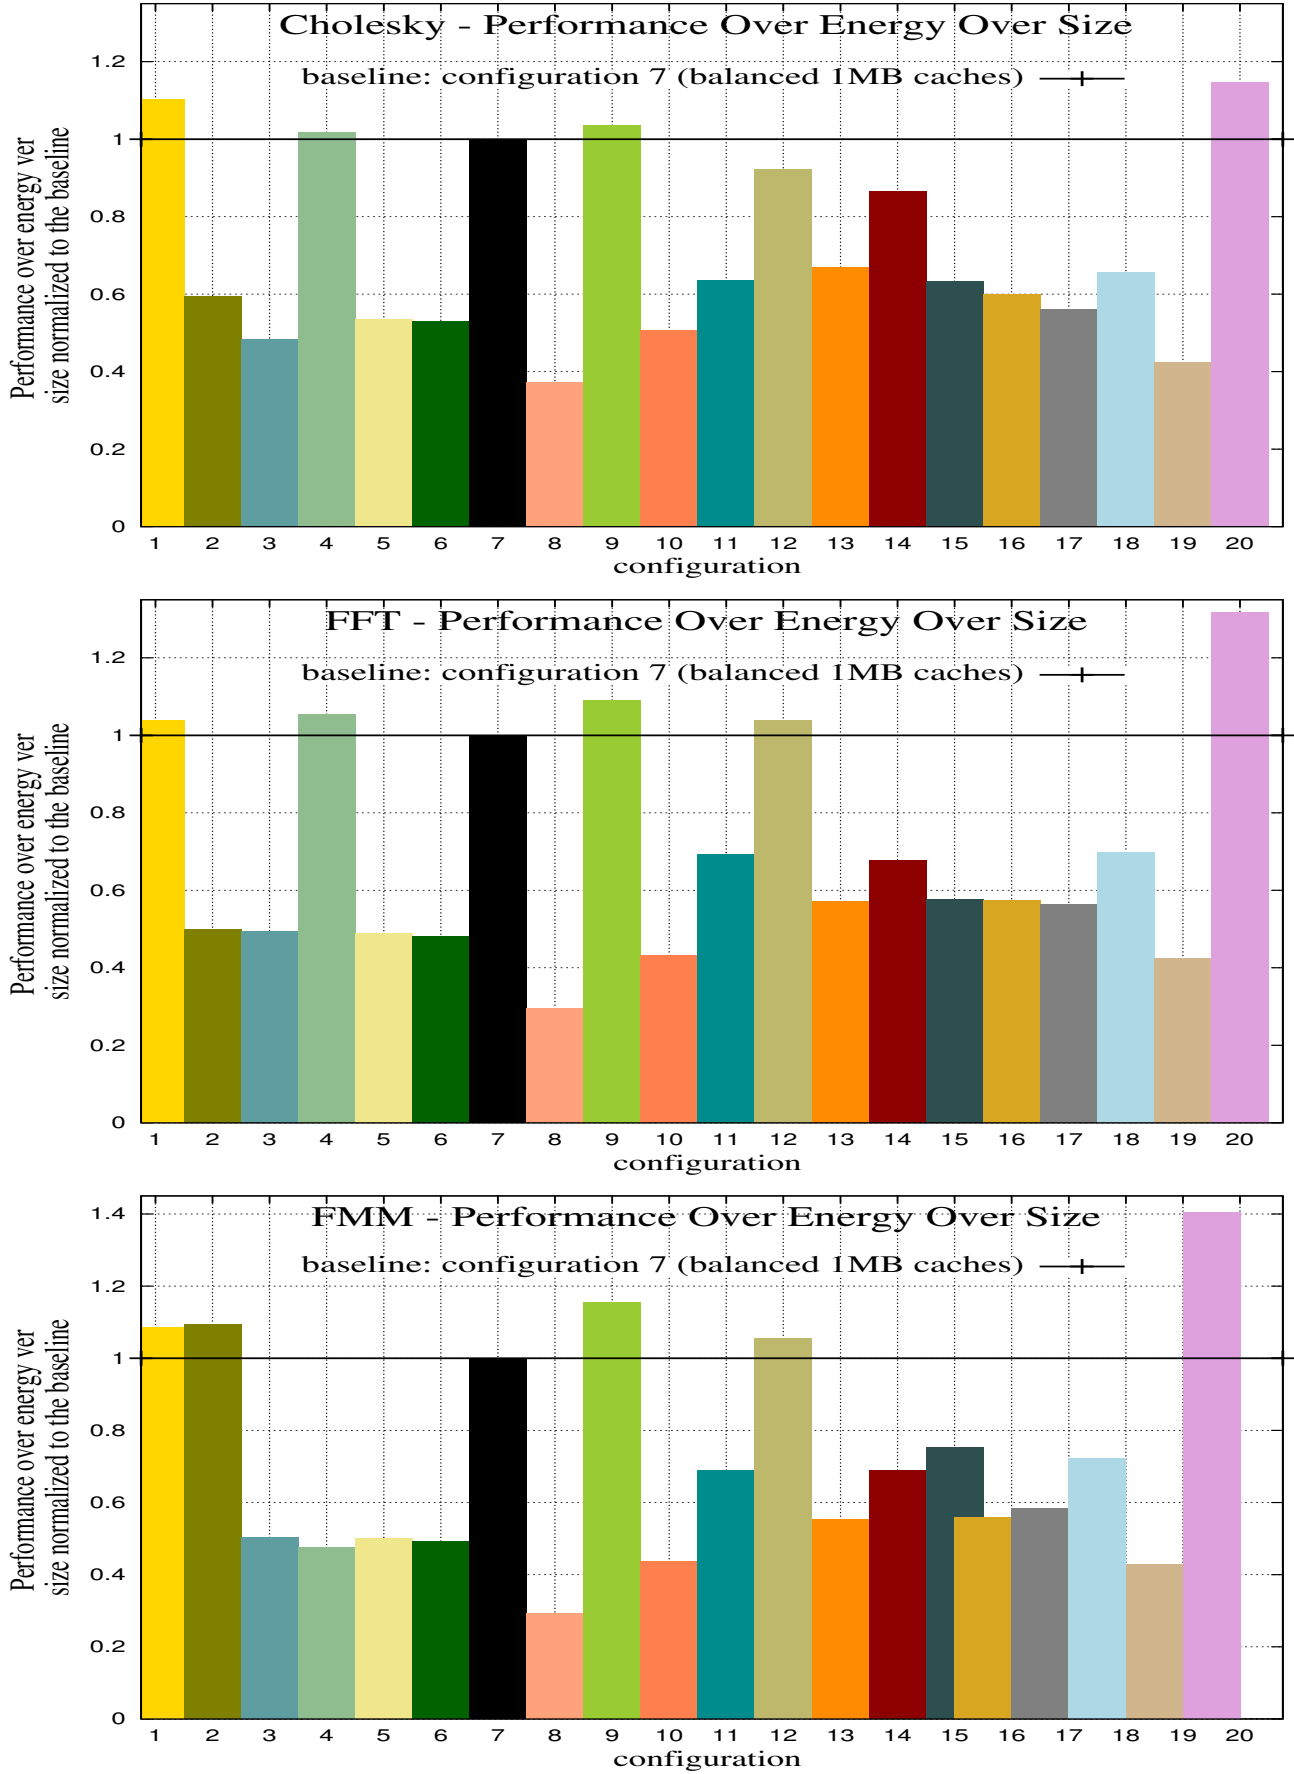 Cholesky - Performance Over Energy Over Size
baseline: configuration 7 (balanced 1MB caches)
Performance over energy ver
size normalized to the baseline
1.2
1
0.8
0.6
0.4
0.2
0
1 2 3 4 5 6 7 8 9 10 11 12 13 14 15 16 17 18 19 20
configuration
FFT - Performance Over Energy Over Size
baseline: configuration 7 (balanced 1MB caches)
Performance over energy ver
size normalized to the baseline
1.2
1
0.8
0.6
0.4
0.2
0
1 2 3 4 5 6 7 8 9 10 11 12 13 14 15 16 17 18 19 20
configuration
FMM - Performance Over Energy Over Size
baseline: configuration 7 (balanced 1MB caches)
Performance over energy ver
size normalized to the baseline
1.4
1.2
1
0.8
0.6
0.4
0.2
0
1 2 3 4 5 6 7 8 9 10 11 12 13 14 15 16 17 18 19 20
configuration